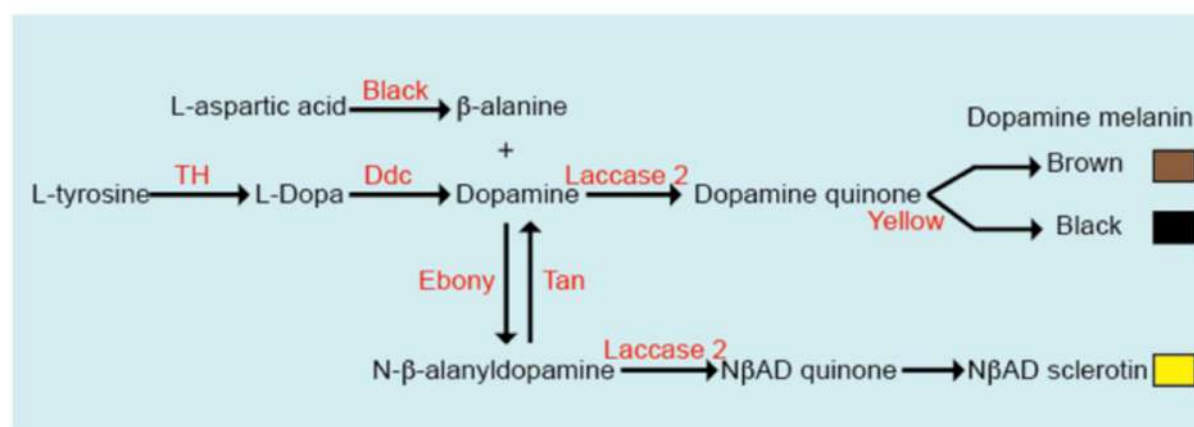 Black
L-aspartic acid β-alanine
Dopamine melanin
+
TH Ddc Laccase 2 Brown
L-tyrosine L-Dopa Dopamine Dopamine quinone
Yellow Black
Ebony Tan
Laccase 2
N-β-alanyldopamine NβAD quinone NβAD sclerotin